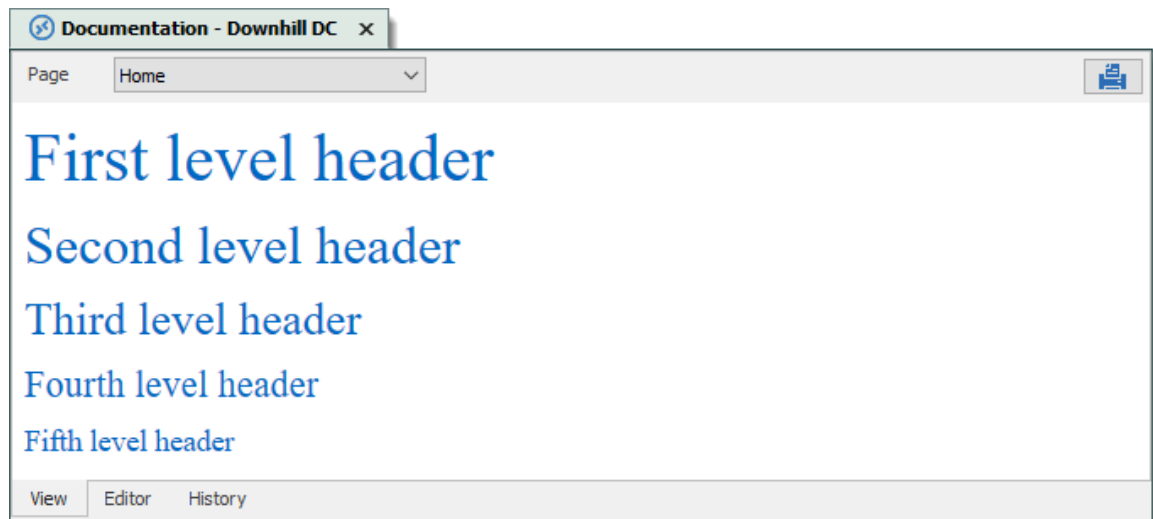 Documentation - Downhill DC x
Page Home
First level header
Second level header
Third level header
Fourth level header
Fifth level header
View Editor History